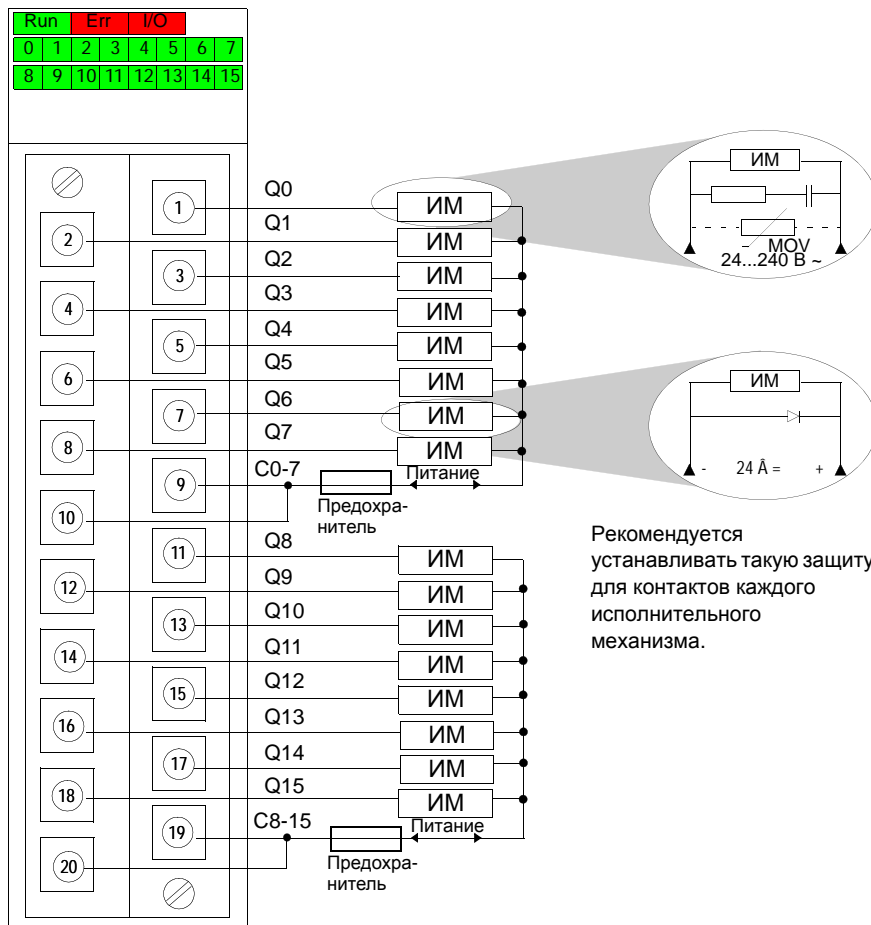 Run Err I/O
0 1 2 3 4 5 6 7
8 9 10 11 12 13 14 15
1 Q0 ИМ
2 Q1 ИМ
3 Q2 ИМ
4 Q3 ИМ
5 Q4 ИМ
6 Q5 ИМ
7 Q6 ИМ
8 Q7 ИМ
9 C0-7 Питание
Предохра-
нитель
10
11 Q8 ИМ
12 Q9 ИМ
13 Q10 ИМ
14 Q11 ИМ
15 Q12 ИМ
16 Q13 ИМ
17 Q14 ИМ
18 Q15 ИМ
19 C8-15 Питание
Предохра-
нитель
20
ИМ
MOV
24...240 В ~
ИМ
- 24 Â = +
Рекомендуется
устанавливать такую защиту
для контактов каждого
исполнительного
механизма.